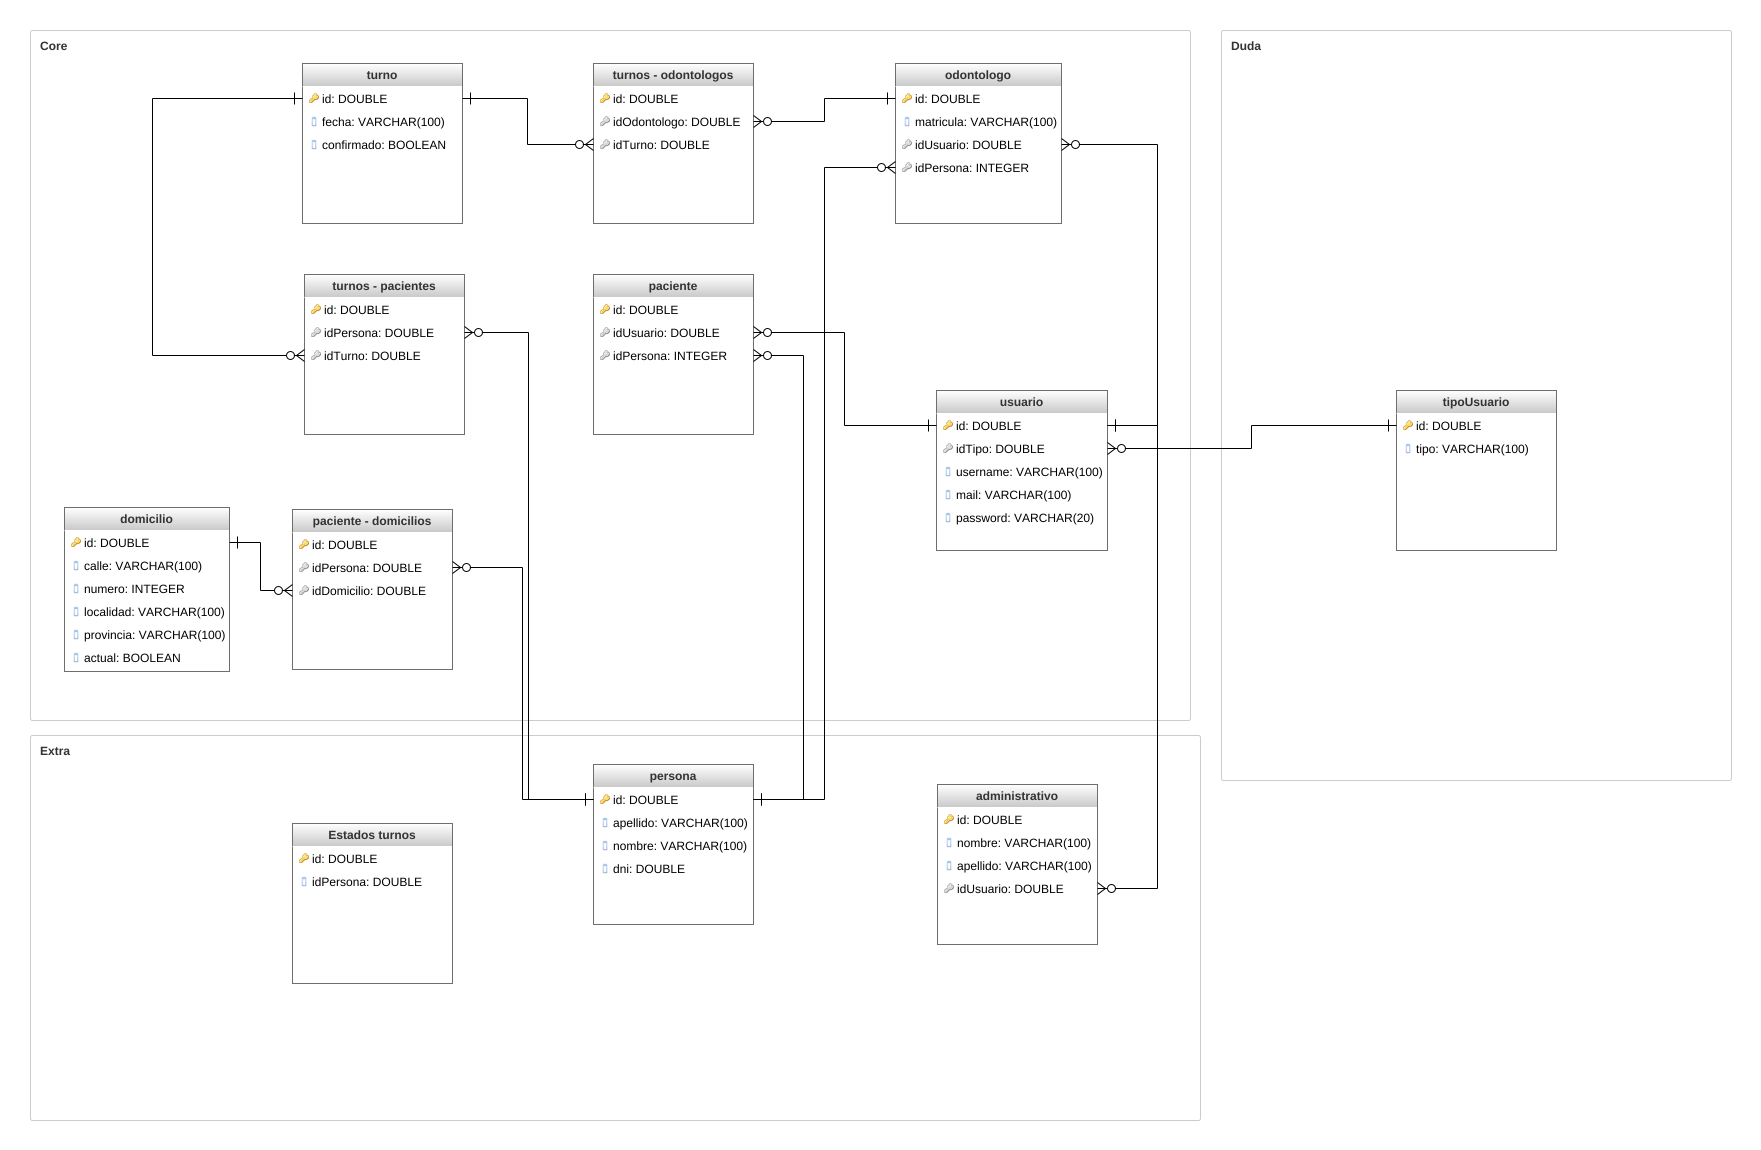 Core
turno
id: DOUBLE
fecha: VARCHAR(100)
confirmado: BOOLEAN
turnos - odontologos
id: DOUBLE
idOdontologo: DOUBLE
idTurno: DOUBLE
odontologo
id: DOUBLE
matricula: VARCHAR(100)
idUsuario: DOUBLE
idPersona: INTEGER
turnos - pacientes
id: DOUBLE
idPersona: DOUBLE
idTurno: DOUBLE
paciente
id: DOUBLE
idUsuario: DOUBLE
idPersona: INTEGER
usuario
id: DOUBLE
idTipo: DOUBLE
username: VARCHAR(100)
mail: VARCHAR(100)
password: VARCHAR(20)
domicilio
id: DOUBLE
calle: VARCHAR(100)
numero: INTEGER
localidad: VARCHAR(100)
provincia: VARCHAR(100)
actual: BOOLEAN
paciente - domicilios
id: DOUBLE
idPersona: DOUBLE
idDomicilio: DOUBLE
Duda
tipoUsuario
id: DOUBLE
tipo: VARCHAR(100)
Extra
Estados turnos
id: DOUBLE
idPersona: DOUBLE
persona
id: DOUBLE
apellido: VARCHAR(100)
nombre: VARCHAR(100)
dni: DOUBLE
administrativo
id: DOUBLE
nombre: VARCHAR(100)
apellido: VARCHAR(100)
idUsuario: DOUBLE